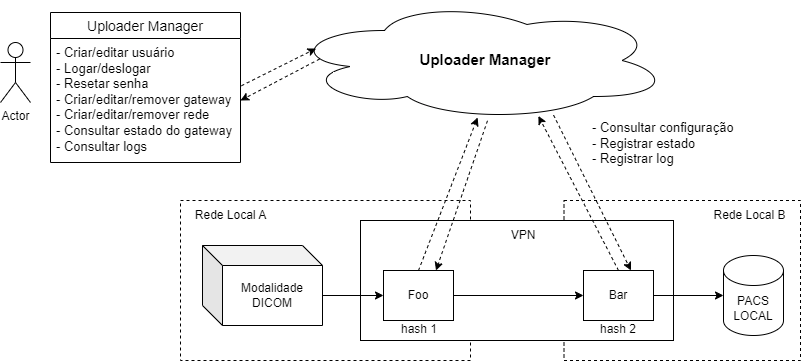 Uploader Manager
- Criar/editar usuário
- Logar/deslogar
- Resetar senha
- Criar/editar/remover gateway
- Criar/editar/remover rede
- Consultar estado do gateway
- Consultar logs
Actor
Uploader Manager
- Consultar configuração
- Registrar estado
- Registrar log
Rede Local A
VPN
Rede Local B
Modalidade
DICOM
Foo
hash 1
Bar
hash 2
PACS
LOCAL